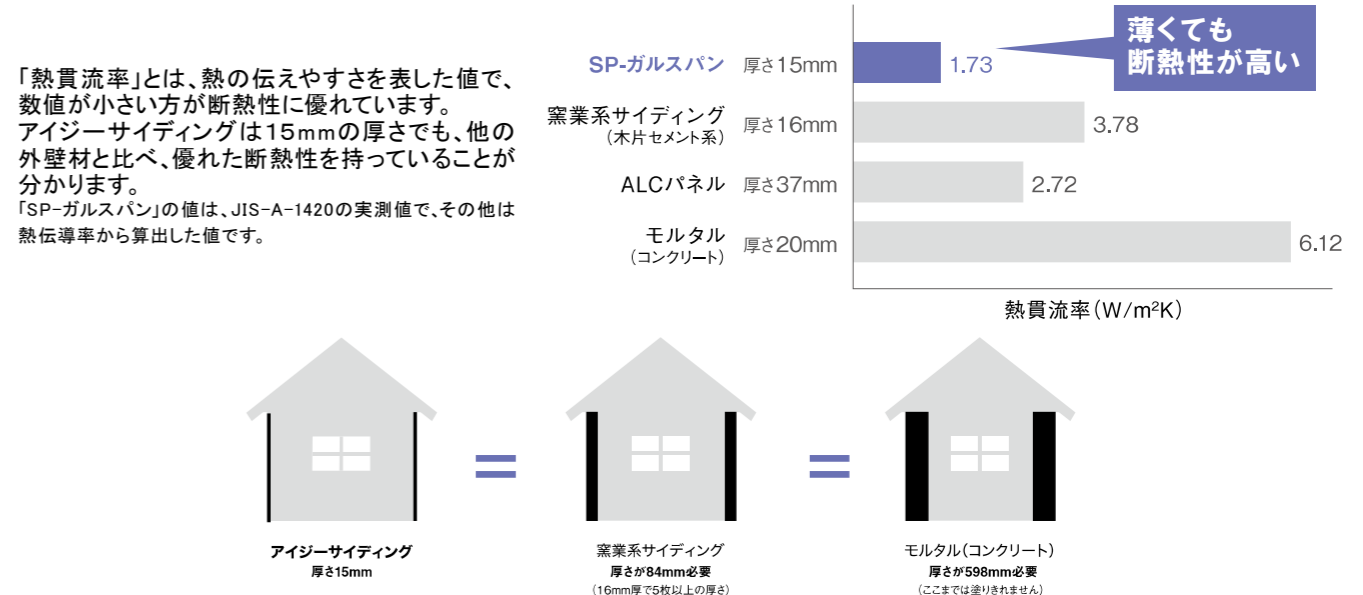 「熱貫流率」とは、熱の伝えやすさを表した値で、
数値が小さい方が断熱性に優れています。
アイジーサイディングは15mmの厚さでも、他の
外壁材と比べ、優れた断熱性を持っていることが
分かります。
「SP-ガルスパン」の値は、JIS-A-1420の実測値で、その他は
熱伝導率から算出した値です。
薄くても
断熱性が高い
SP-ガルスパン 厚さ15mm 1.73
窯業系サイディング
（木片セメント系） 厚さ16mm 3.78
ALCパネル 厚さ37mm 2.72
モルタル
（コンクリート） 厚さ20mm 6.12
熱貫流率（W/m²K）
アイジーサイディング
厚さ15mm
=
窯業系サイディング
厚さが84mm必要
（16mm厚で5枚以上の厚さ）
=
モルタル（コンクリート）
厚さが598mm必要
（ここまでは塗りきれません）